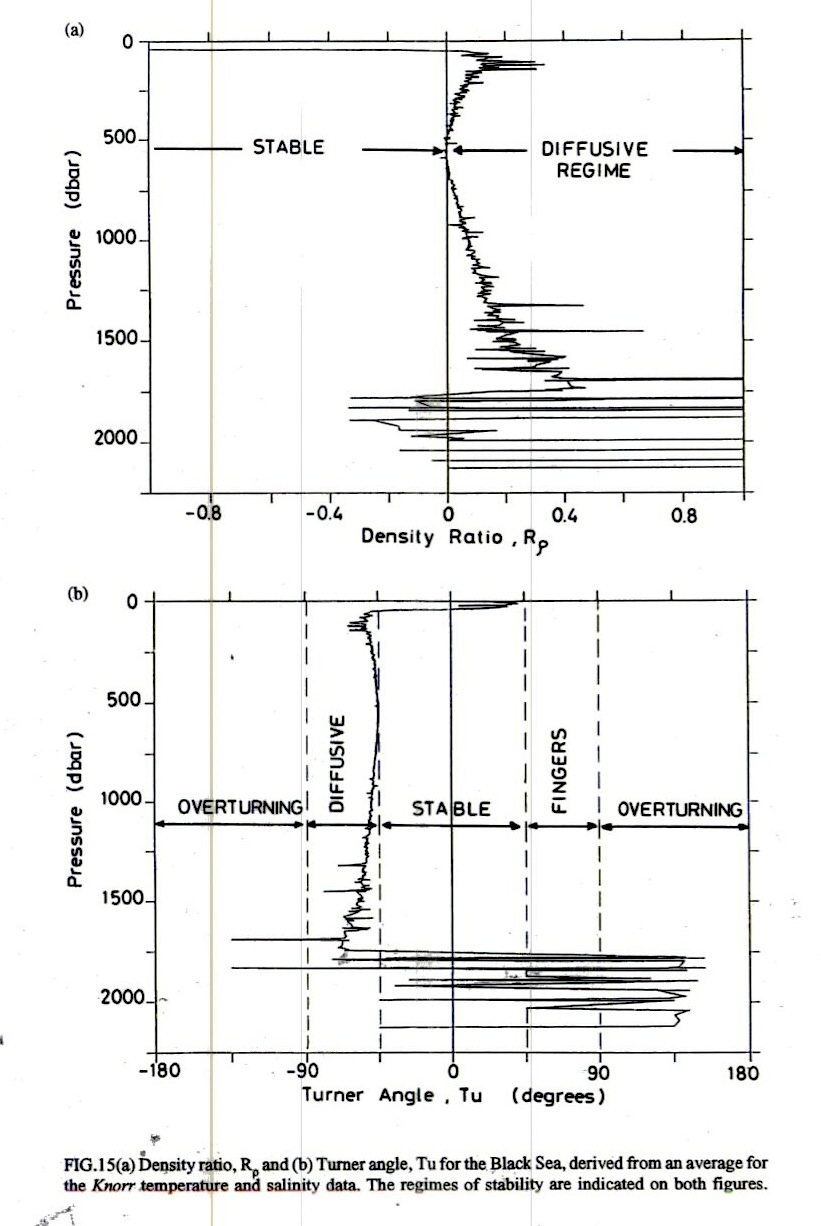 (a)
0
500
1000
1500
2000
Pressure (dbar)
STABLE
DIFFUSIVE
REGIME
-0.8 -0.4 0 0.4 0.8
Density Ratio , Rρ
(b)
0
500
1000
1500
2000
Pressure (dbar)
OVERTURNING
DIFFUSIVE
STABLE
FINGERS
OVERTURNING
-180 -90 0 90 180
Turner Angle , Tu (degrees)
FIG.15(a) Density ratio, Rρ and (b) Turner angle, Tu for the Black Sea, derived from an average for
the Knorr temperature and salinity data. The regimes of stability are indicated on both figures.